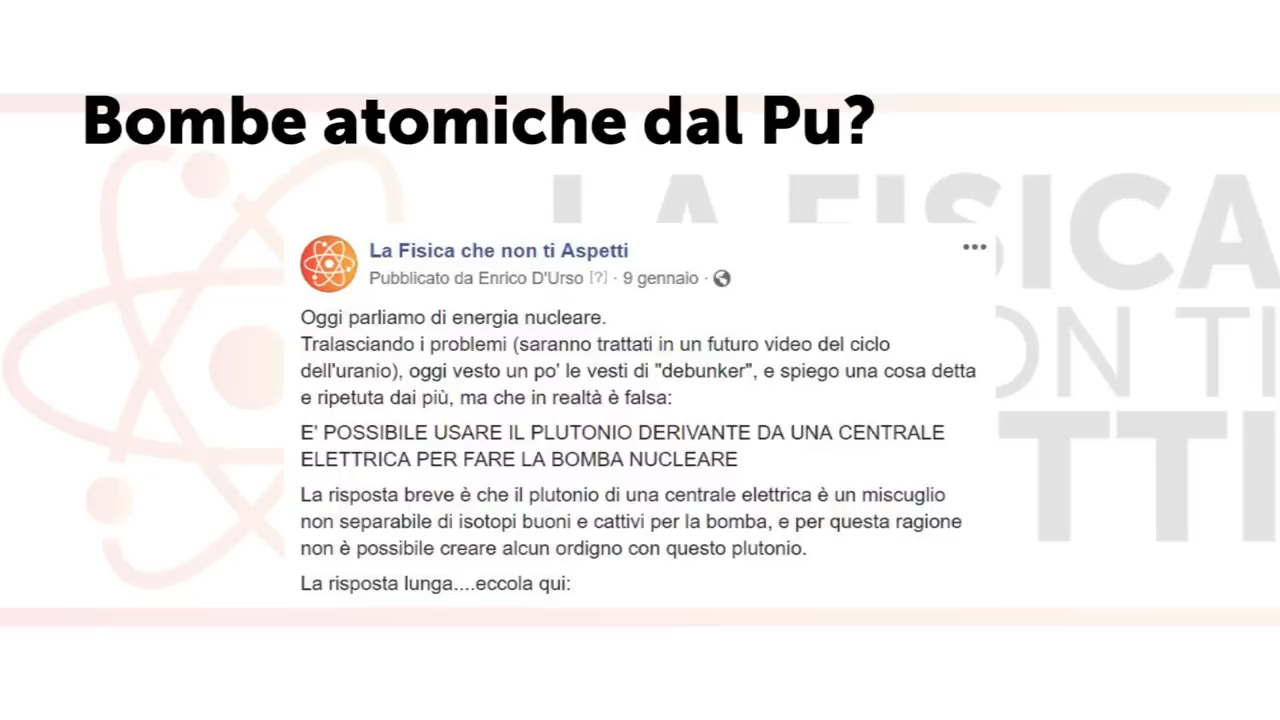 Bombe atomiche dal Pu?
LA FISICA
La Fisica che non ti Aspetti
Pubblicato da Enrico D'Urso [?] · 9 gennaio ·
Oggi parliamo di energia nucleare.
Tralasciando i problemi (saranno trattati in un futuro video del ciclo
dell'uranio), oggi vesto un po' le vesti di "debunker", e spiego una cosa detta
e ripetuta dai più, ma che in realtà è falsa:
ON TI
TTI
E' POSSIBILE USARE IL PLUTONIO DERIVANTE DA UNA CENTRALE
ELETTRICA PER FARE LA BOMBA NUCLEARE
La risposta breve è che il plutonio di una centrale elettrica è un miscuglio
non separabile di isotopi buoni e cattivi per la bomba, e per questa ragione
non è possibile creare alcun ordigno con questo plutonio.
La risposta lunga....eccola qui: